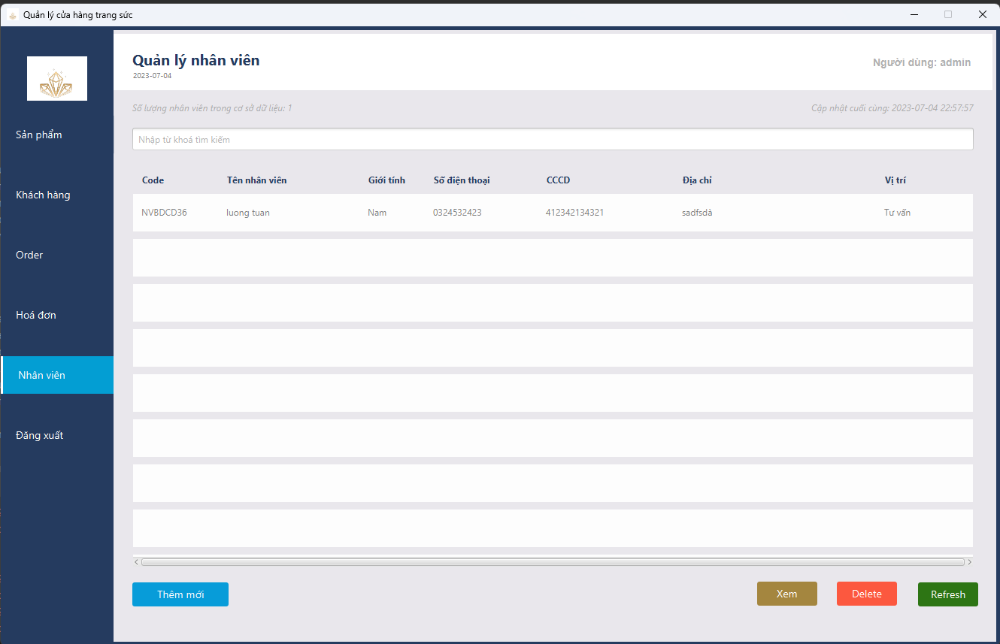 Quản lý cửa hàng trang sức
Quản lý nhân viên
2023-07-04
Người dùng: admin
Số lượng nhân viên trong cơ sở dữ liệu: 1
Cập nhật cuối cùng: 2023-07-04 22:57:57
Nhập từ khoá tìm kiếm
Sản phẩm
Khách hàng
Order
Hoá đơn
Nhân viên
Đăng xuất
Code Tên nhân viên Giới tính Số điện thoại CCCD Địa chỉ Vị trí
NVBDCD36 luong tuan Nam 0324532423 412342134321 sadfsdà Tư vấn
Thêm mới Xem Delete Refresh